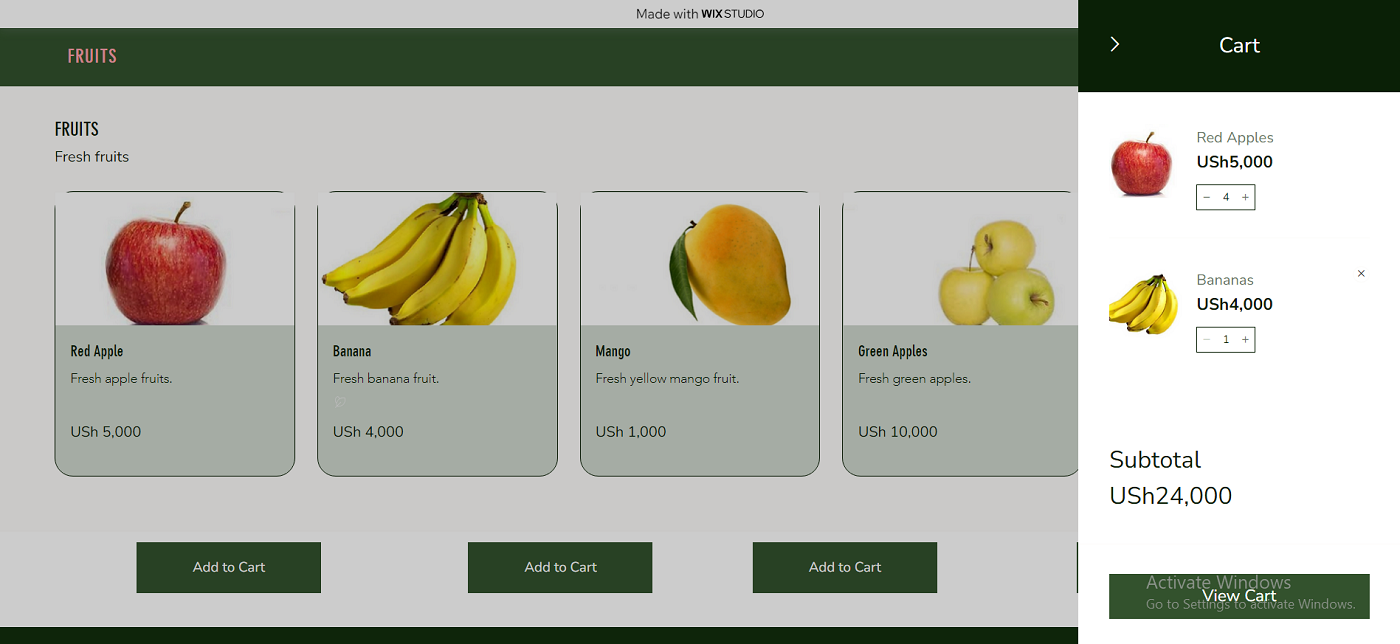 Made with WIX STUDIO
FRUITS
FRUITS
Fresh fruits
Red Apple
Fresh apple fruits.
USh 5,000
Banana
Fresh banana fruit.
USh 4,000
Mango
Fresh yellow mango fruit.
USh 1,000
Green Apples
Fresh green apples.
USh 10,000
Add to Cart
Add to Cart
Add to Cart
Cart
Red Apples
USh5,000
− 4 +
Bananas
USh4,000
− 1 +
Subtotal
USh24,000
View Cart
Activate Windows
Go to Settings to activate Windows.